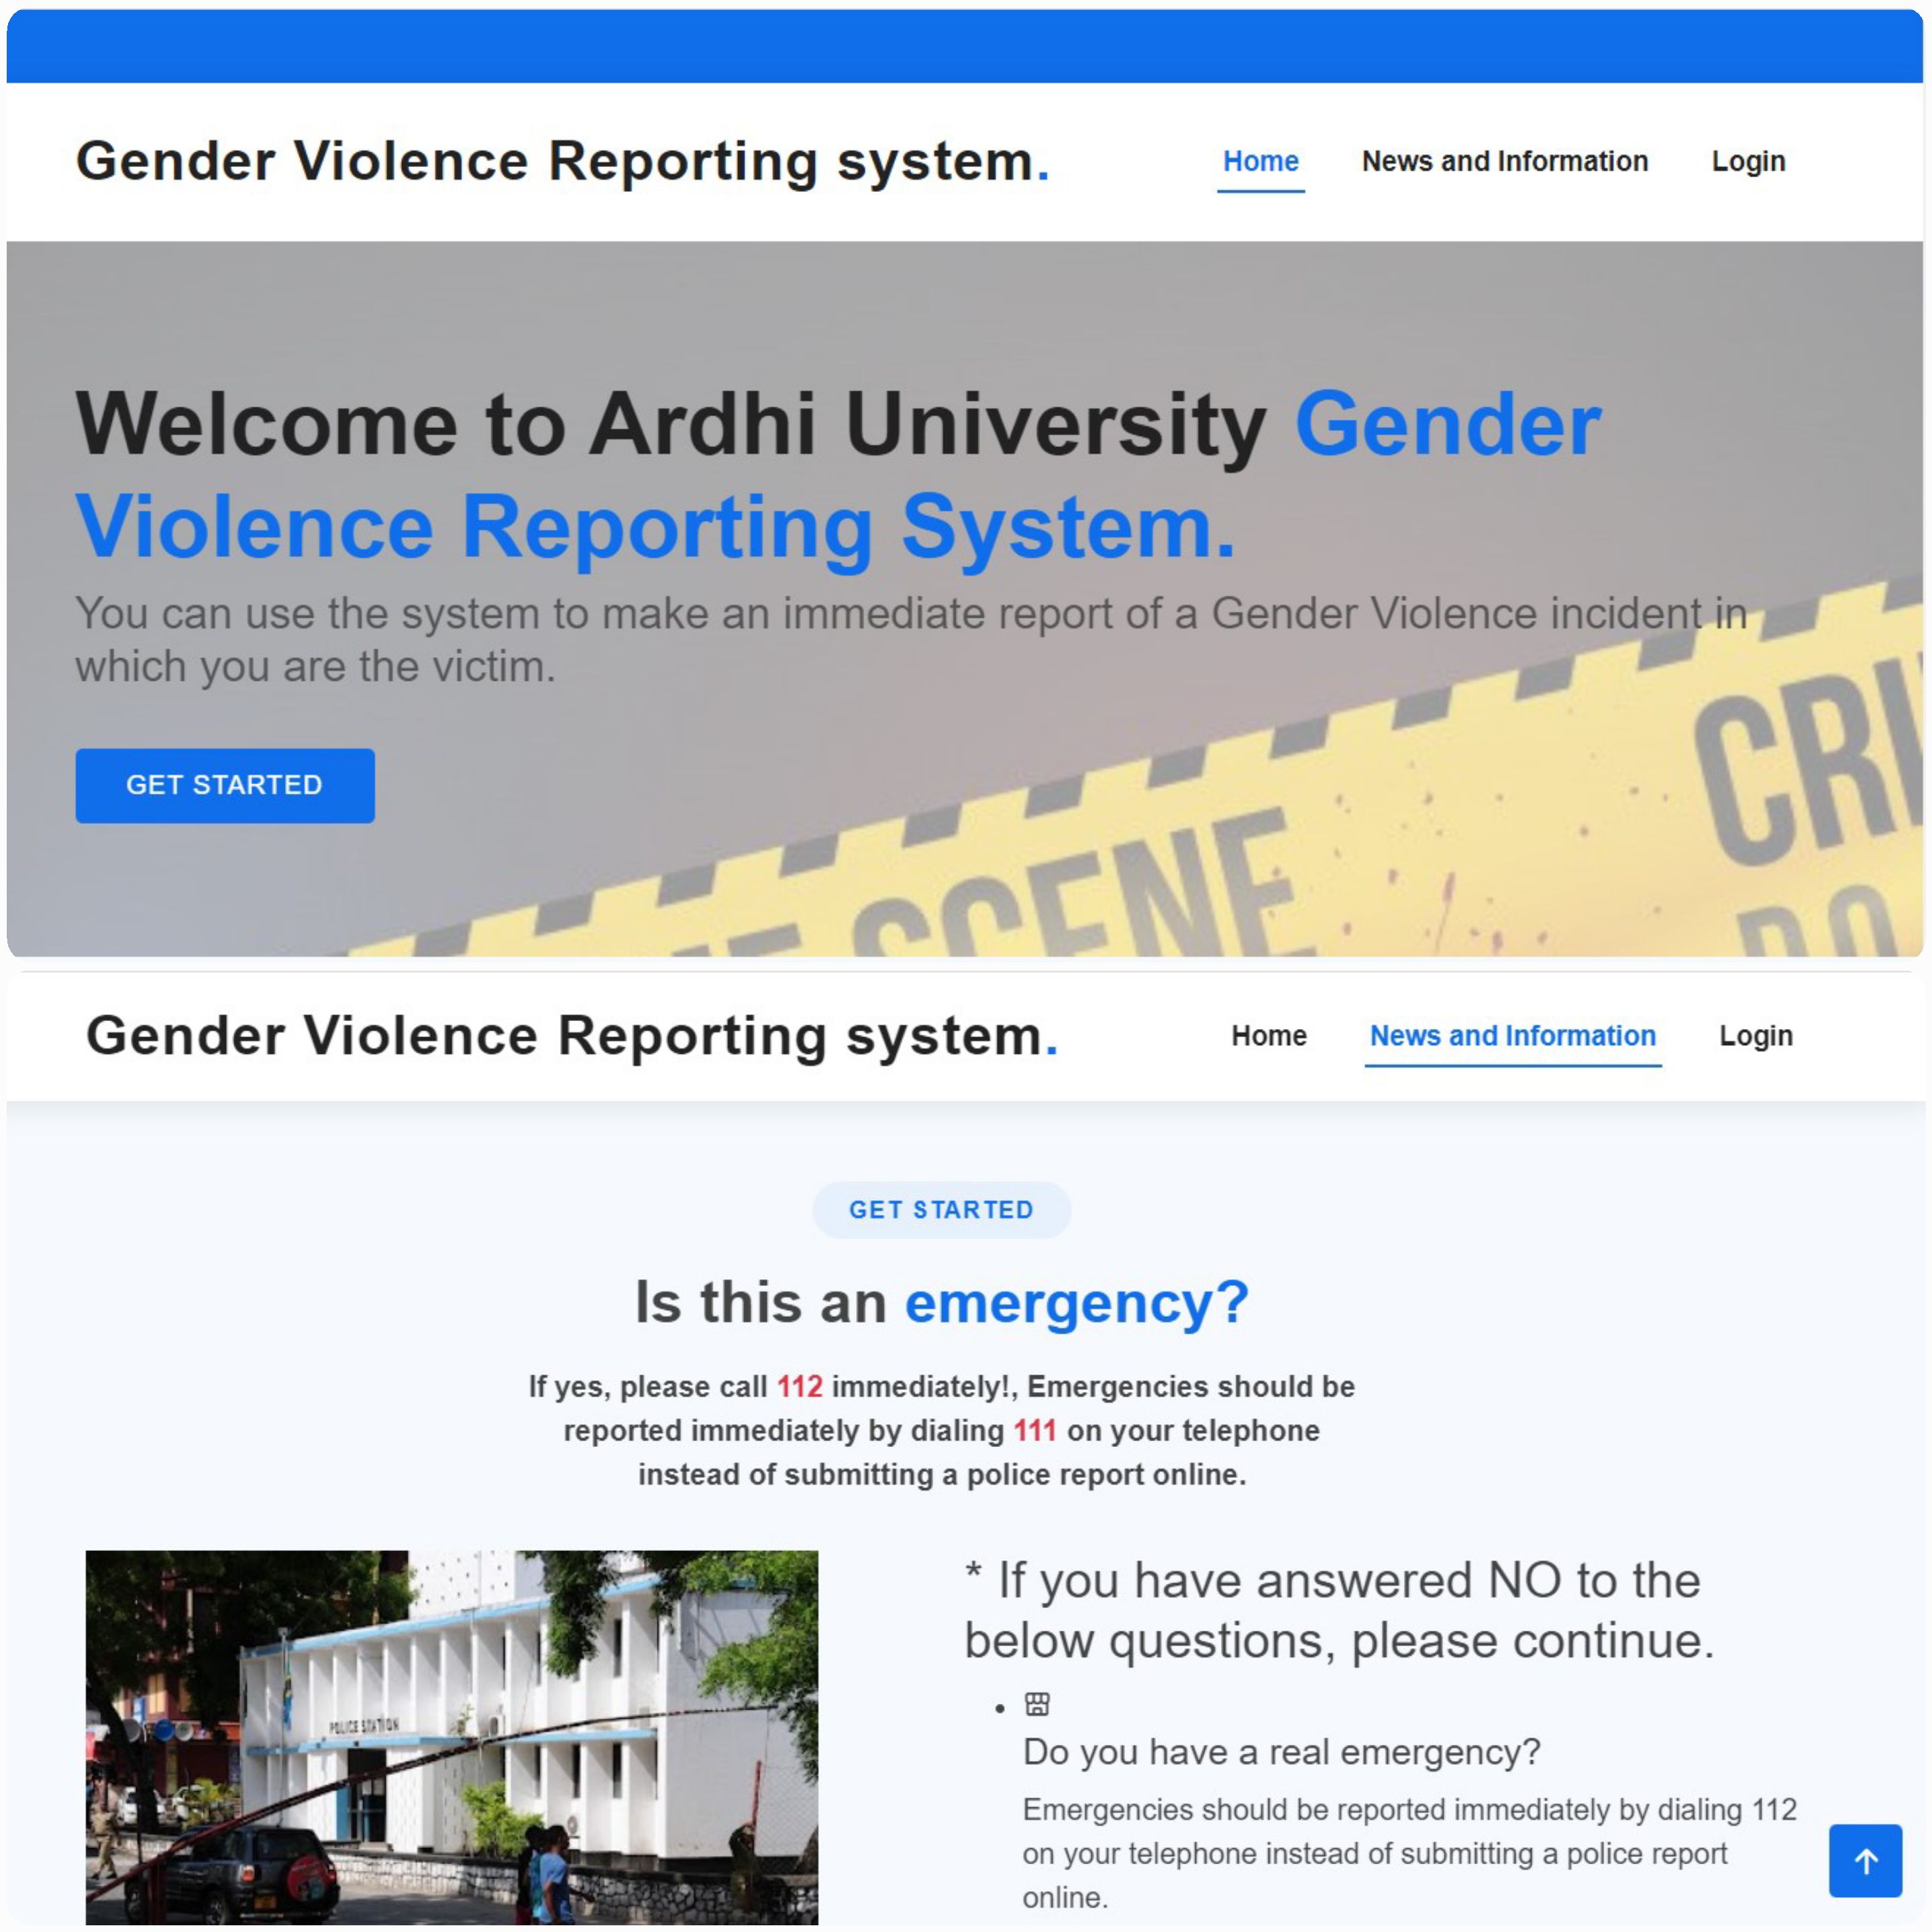 Gender Violence Reporting system.
Home News and Information Login
Welcome to Ardhi University Gender
Violence Reporting System.
You can use the system to make an immediate report of a Gender Violence incident in
which you are the victim.
GET STARTED
SCENE
CRI
DO
Gender Violence Reporting system.
Home News and Information Login
GET STARTED
Is this an emergency?
If yes, please call 112 immediately!, Emergencies should be
reported immediately by dialing 111 on your telephone
instead of submitting a police report online.
* If you have answered NO to the
below questions, please continue.
Do you have a real emergency?
Emergencies should be reported immediately by dialing 112
on your telephone instead of submitting a police report
online.
POLICE STATION